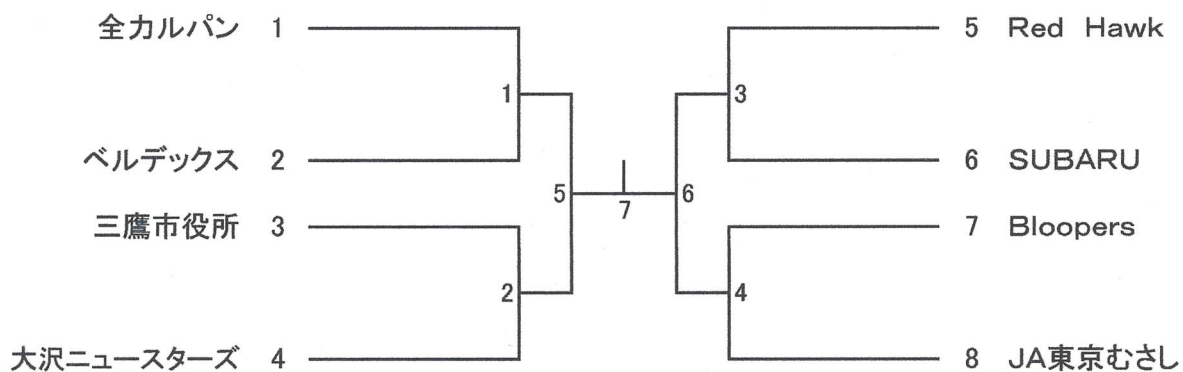 全力ルパン 1
5 Red Hawk
1
3
ベルデックス 2
6 SUBARU
5
7
6
三鷹市役所 3
7 Bloopers
2
4
大沢ニュースターズ 4
8 JA東京むさし